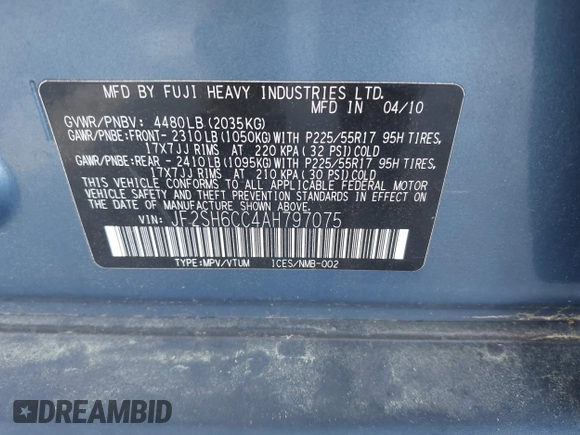 MFD BY FUJI HEAVY INDUSTRIES LTD.
MFD IN 04/10
GVWR/PNBV: 4480LB(2035KG)
GAWR/PNBE:FRONT-2310LB(1050KG)WITH P225/55R17 95H TIRES,
17X7JJ RIMS AT 220 KPA(32 PSI)COLD
GAWR/PNBE:REAR -2410LB(1095KG)WITH P225/55R17 95H TIRES,
17X7JJ RIMS AT 210 KPA(30 PSI)COLD
THIS VEHICLE CONFORMS TO ALL APPLICABLE FEDERAL MOTOR
VEHICLE SAFETY AND THEFT PREVENTION STANDARDS IN EFFECT ON
THE DATE OF MANUFACTURE SHOWN ABOVE.
VIN: JF2SH6CC4AH797075
TYPE:MPV/VTUM ICES/NMB-002
DREAMBID